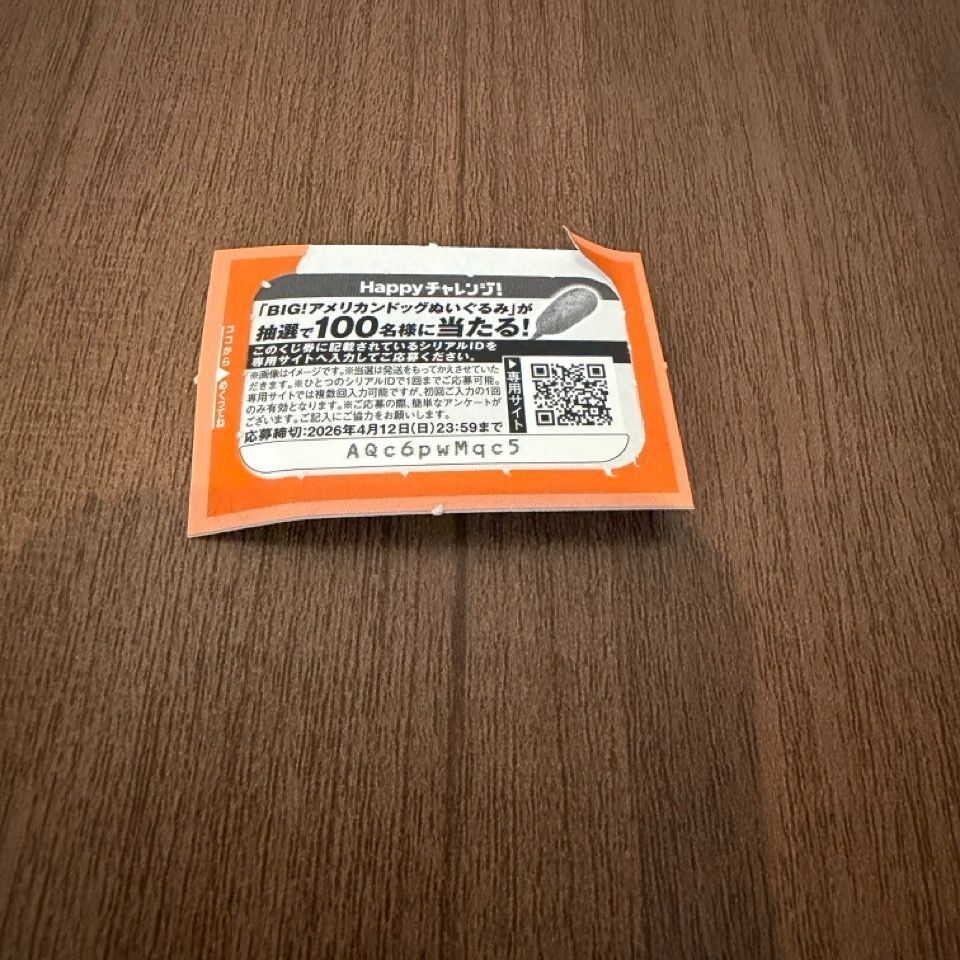 Happyチャレンジ!
「BIG!アメリカンドッグぬいぐるみ」が
抽選で100名様に当たる!
このくじ券に記載されているシリアルIDを
専用サイトへ入力してご応募ください。
※画像はイメージです。※当選は発送をもってかえさせていた
だきます。※ひとつのシリアルIDで1回までご応募可能。
専用サイトでは複数回入力可能ですが、初回ご入力の1回
のみ有効となります。※ご応募の際、簡単なアンケートが
ございます。ご記入にご協力をお願いします。
応募締切:2026年4月12日(日)23:59まで
▶専用サイト
AQc6pwMqc5
ココから
めくってね